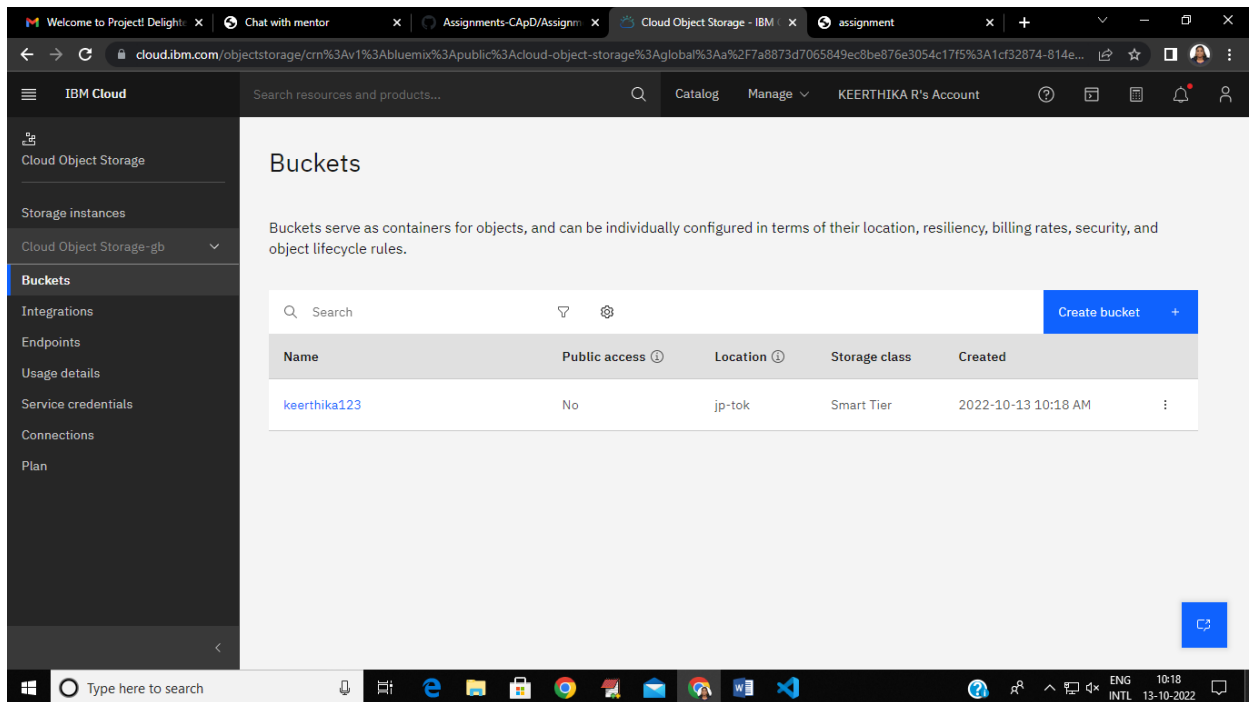 Welcome to Project! Delighte
Chat with mentor
Assignments-CApD/Assignm
Cloud Object Storage - IBM C
assignment
cloud.ibm.com/objectstorage/crn%3Av1%3Abluemix%3Apublic%3Acloud-object-storage%3Aglobal%3Aa%2F7a8873d7065849ec8be876e3054c17f5%3A1cf32874-814e...
IBM Cloud
Search resources and products...
Catalog
Manage
KEERTHIKA R's Account
Cloud Object Storage
Storage instances
Cloud Object Storage-gb
Buckets
Integrations
Endpoints
Usage details
Service credentials
Connections
Plan
Buckets
Buckets serve as containers for objects, and can be individually configured in terms of their location, resiliency, billing rates, security, and
object lifecycle rules.
Search
Create bucket +
Name Public access Location Storage class Created
keerthika123 No jp-tok Smart Tier 2022-10-13 10:18 AM
Type here to search
ENG
INTL
10:18
13-10-2022